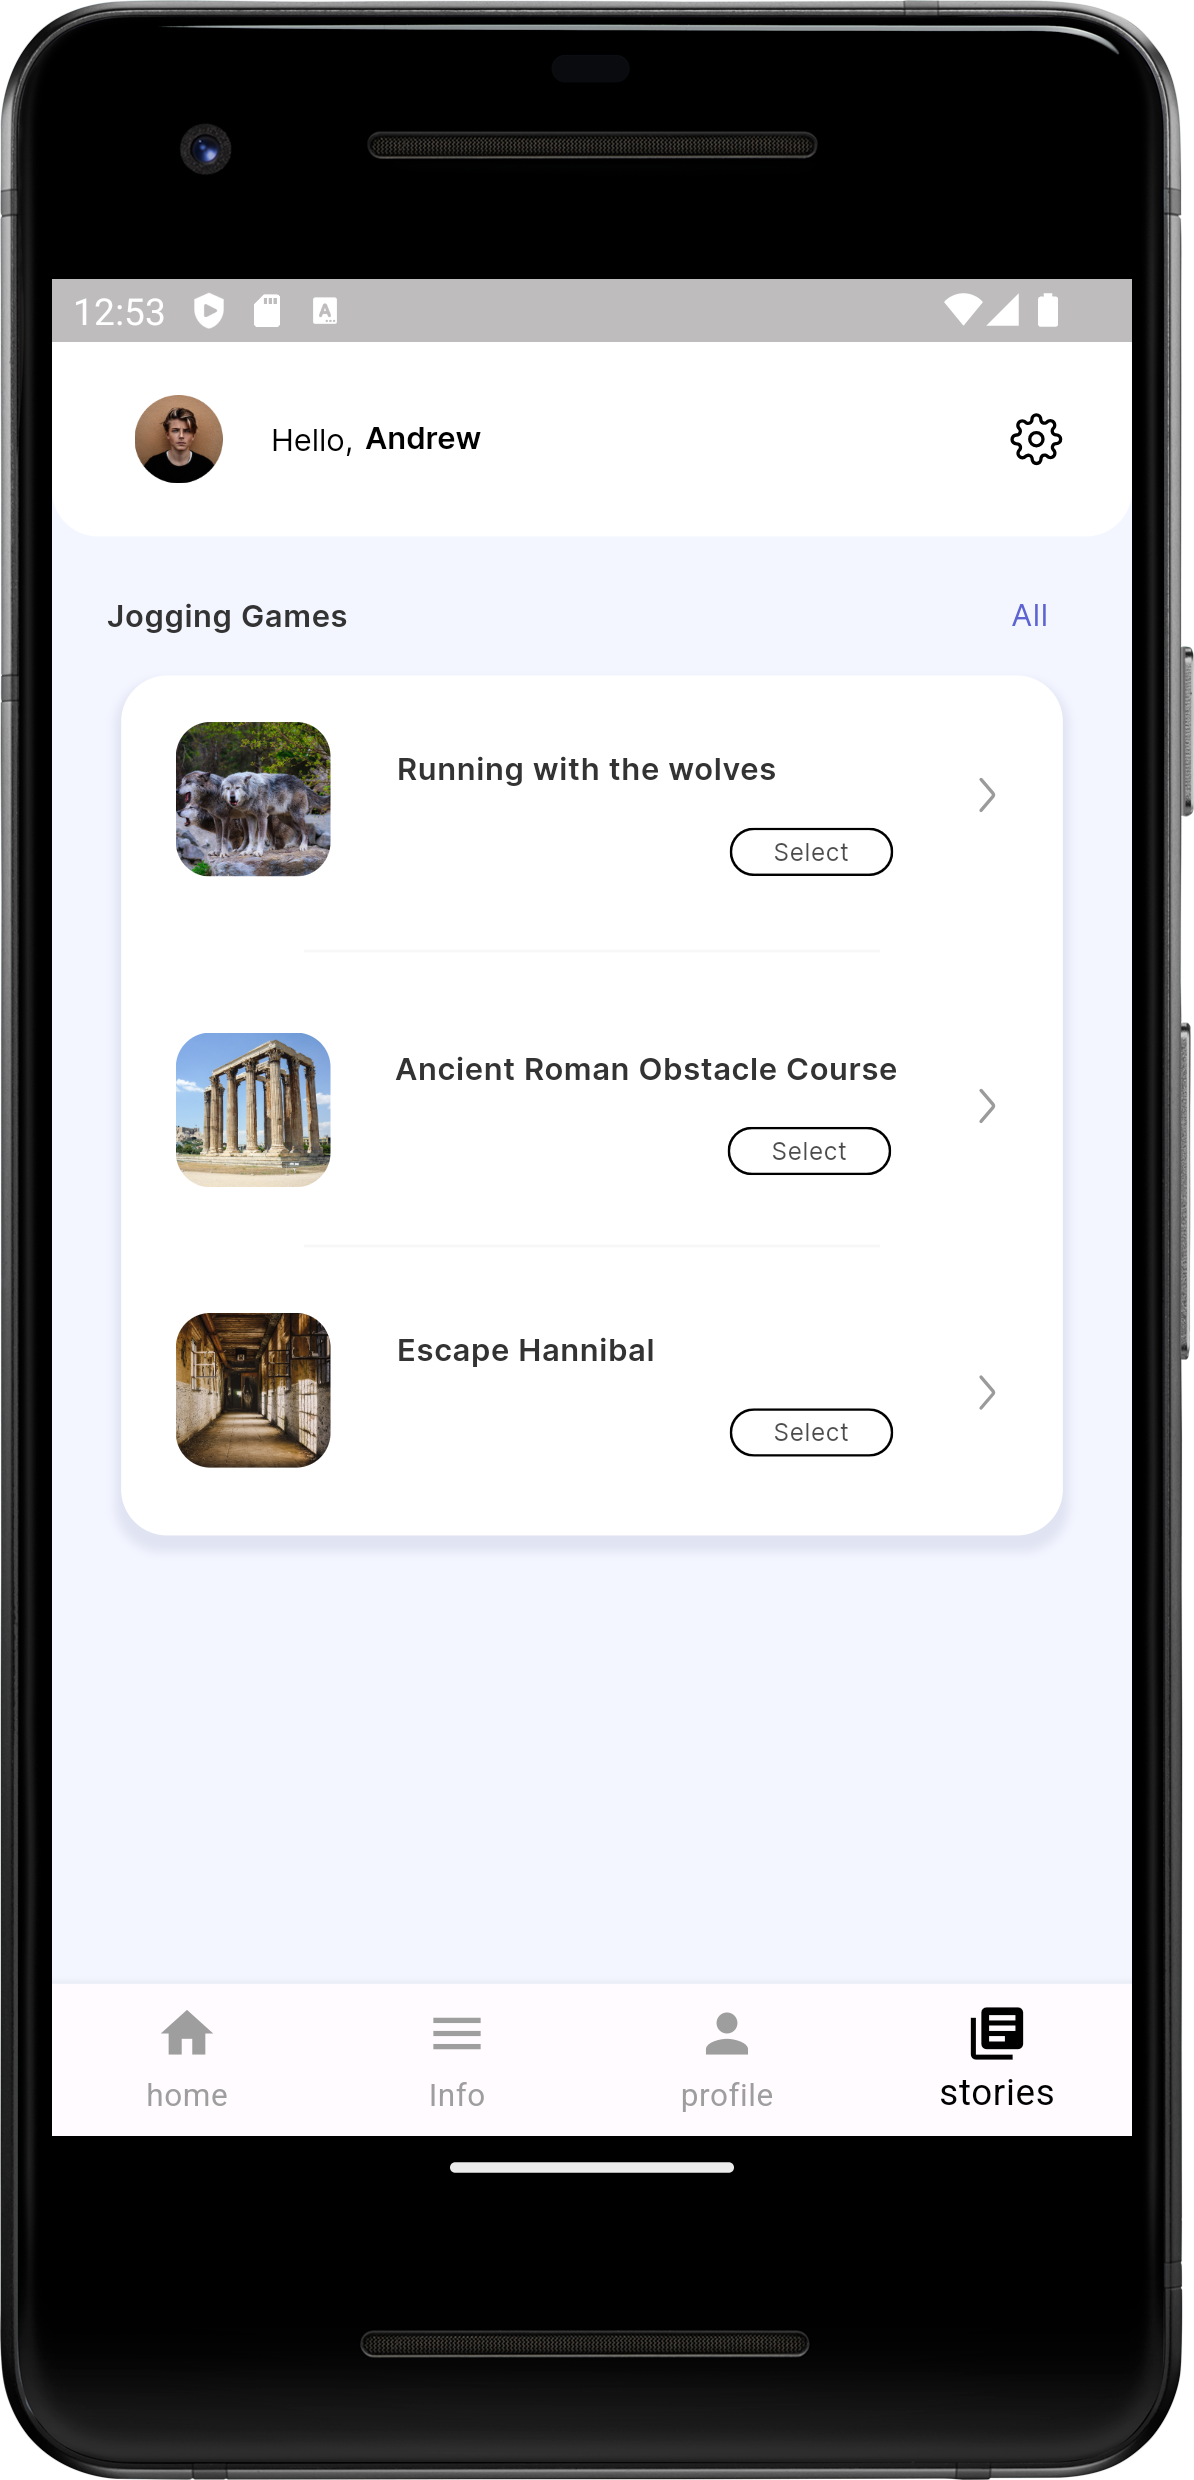 12:53
Hello, Andrew
Jogging Games
All
Running with the wolves
Select
Ancient Roman Obstacle Course
Select
Escape Hannibal
Select
home
Info
profile
stories